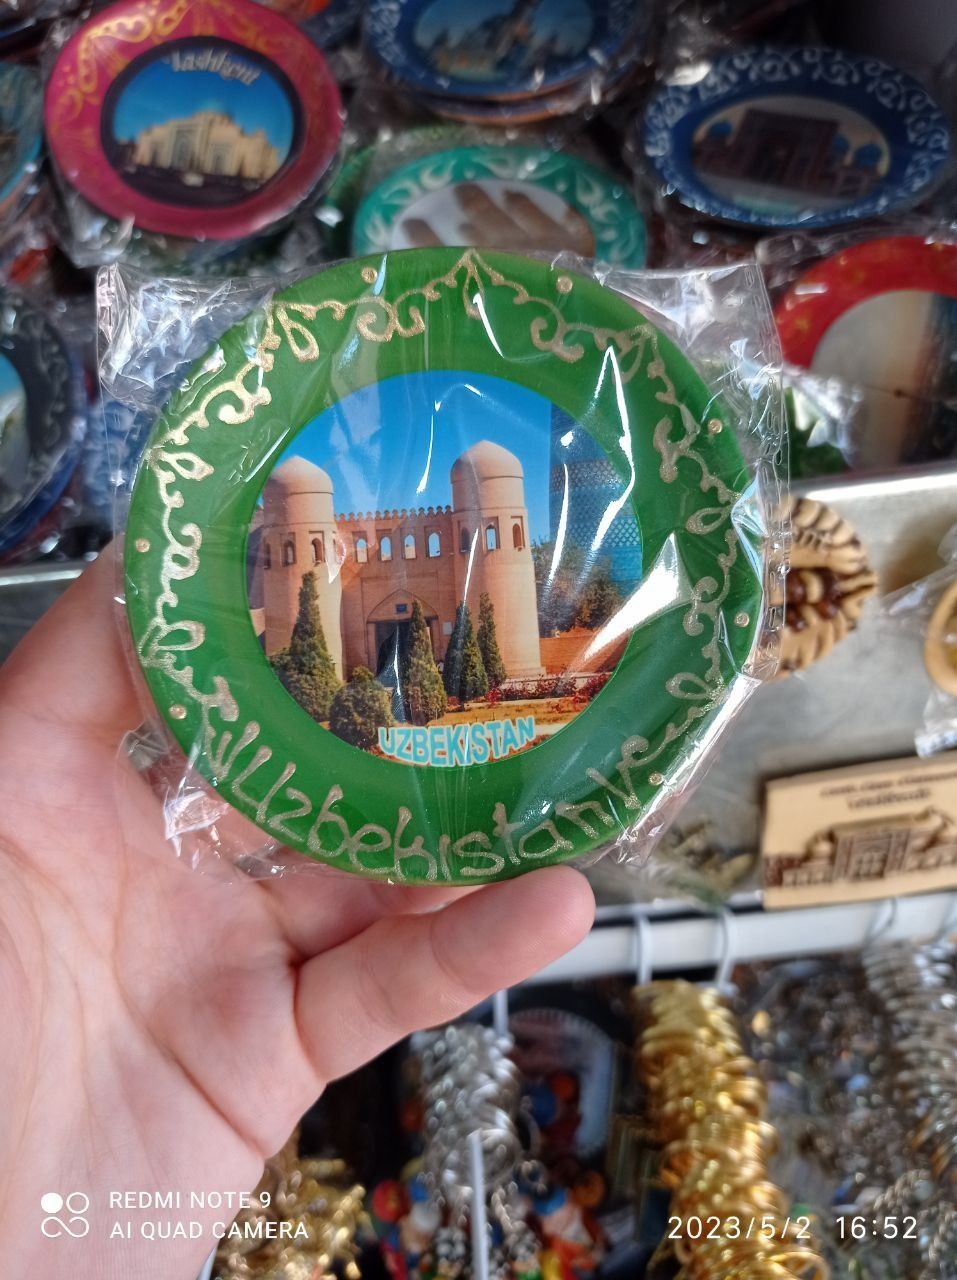 Tashkent
UZBEKISTAN
Uzbekistan
REDMI NOTE 9
AI QUAD CAMERA
2023/5/2 16:52